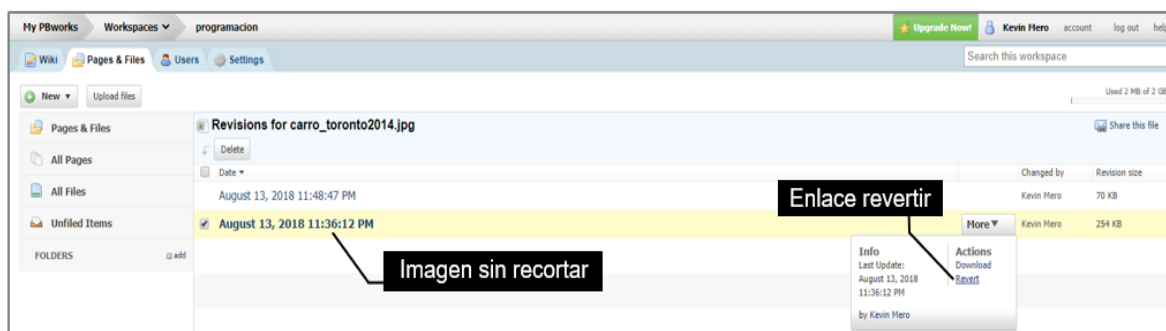 My PBworks Workspaces programacion Upgrade Now! Kevin Mero account log out help
Wiki Pages & Files Users Settings Search this workspace
New Upload files Used 2 MB of 2 GB
Pages & Files Revisions for carro_toronto2014.jpg Share this file
Delete
All Pages Date Changed by Revision size
All Files August 13, 2018 11:48:47 PM Kevin Mero 70 KB
Enlace revertir
Unfiled Items August 13, 2018 11:36:12 PM More Kevin Mero 254 KB
FOLDERS add
Info Actions
Last Update: Download
August 13, 2018 Revert
11:36:12 PM
by Kevin Mero
Imagen sin recortar